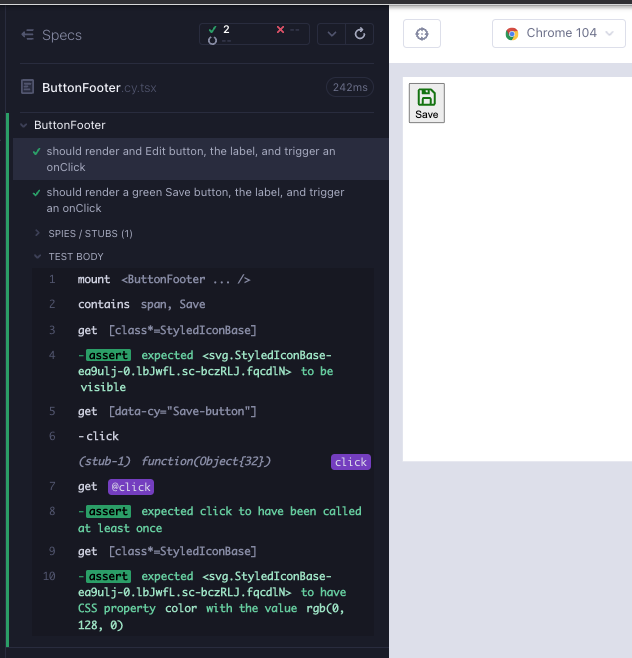 Specs
2
--
--
Chrome 104
ButtonFooter.cy.tsx
242ms
ButtonFooter
should render and Edit button, the label, and trigger an
onClick
should render a green Save button, the label, and trigger
an onClick
SPIES / STUBS (1)
TEST BODY
1 mount <ButtonFooter ... />
2 contains span, Save
3 get [class*=StyledIconBase]
4 -assert expected <svg.StyledIconBase-
ea9ulj-0.lbJwfL.sc-bczRLJ.fqcdlN> to be
visible
5 get [data-cy="Save-button"]
6 -click
(stub-1) function(Object{32}) click
7 get @click
8 -assert expected click to have been called
at least once
9 get [class*=StyledIconBase]
10 -assert expected <svg.StyledIconBase-
ea9ulj-0.lbJwfL.sc-bczRLJ.fqcdlN> to have
CSS property color with the value rgb(0,
128, 0)
Save